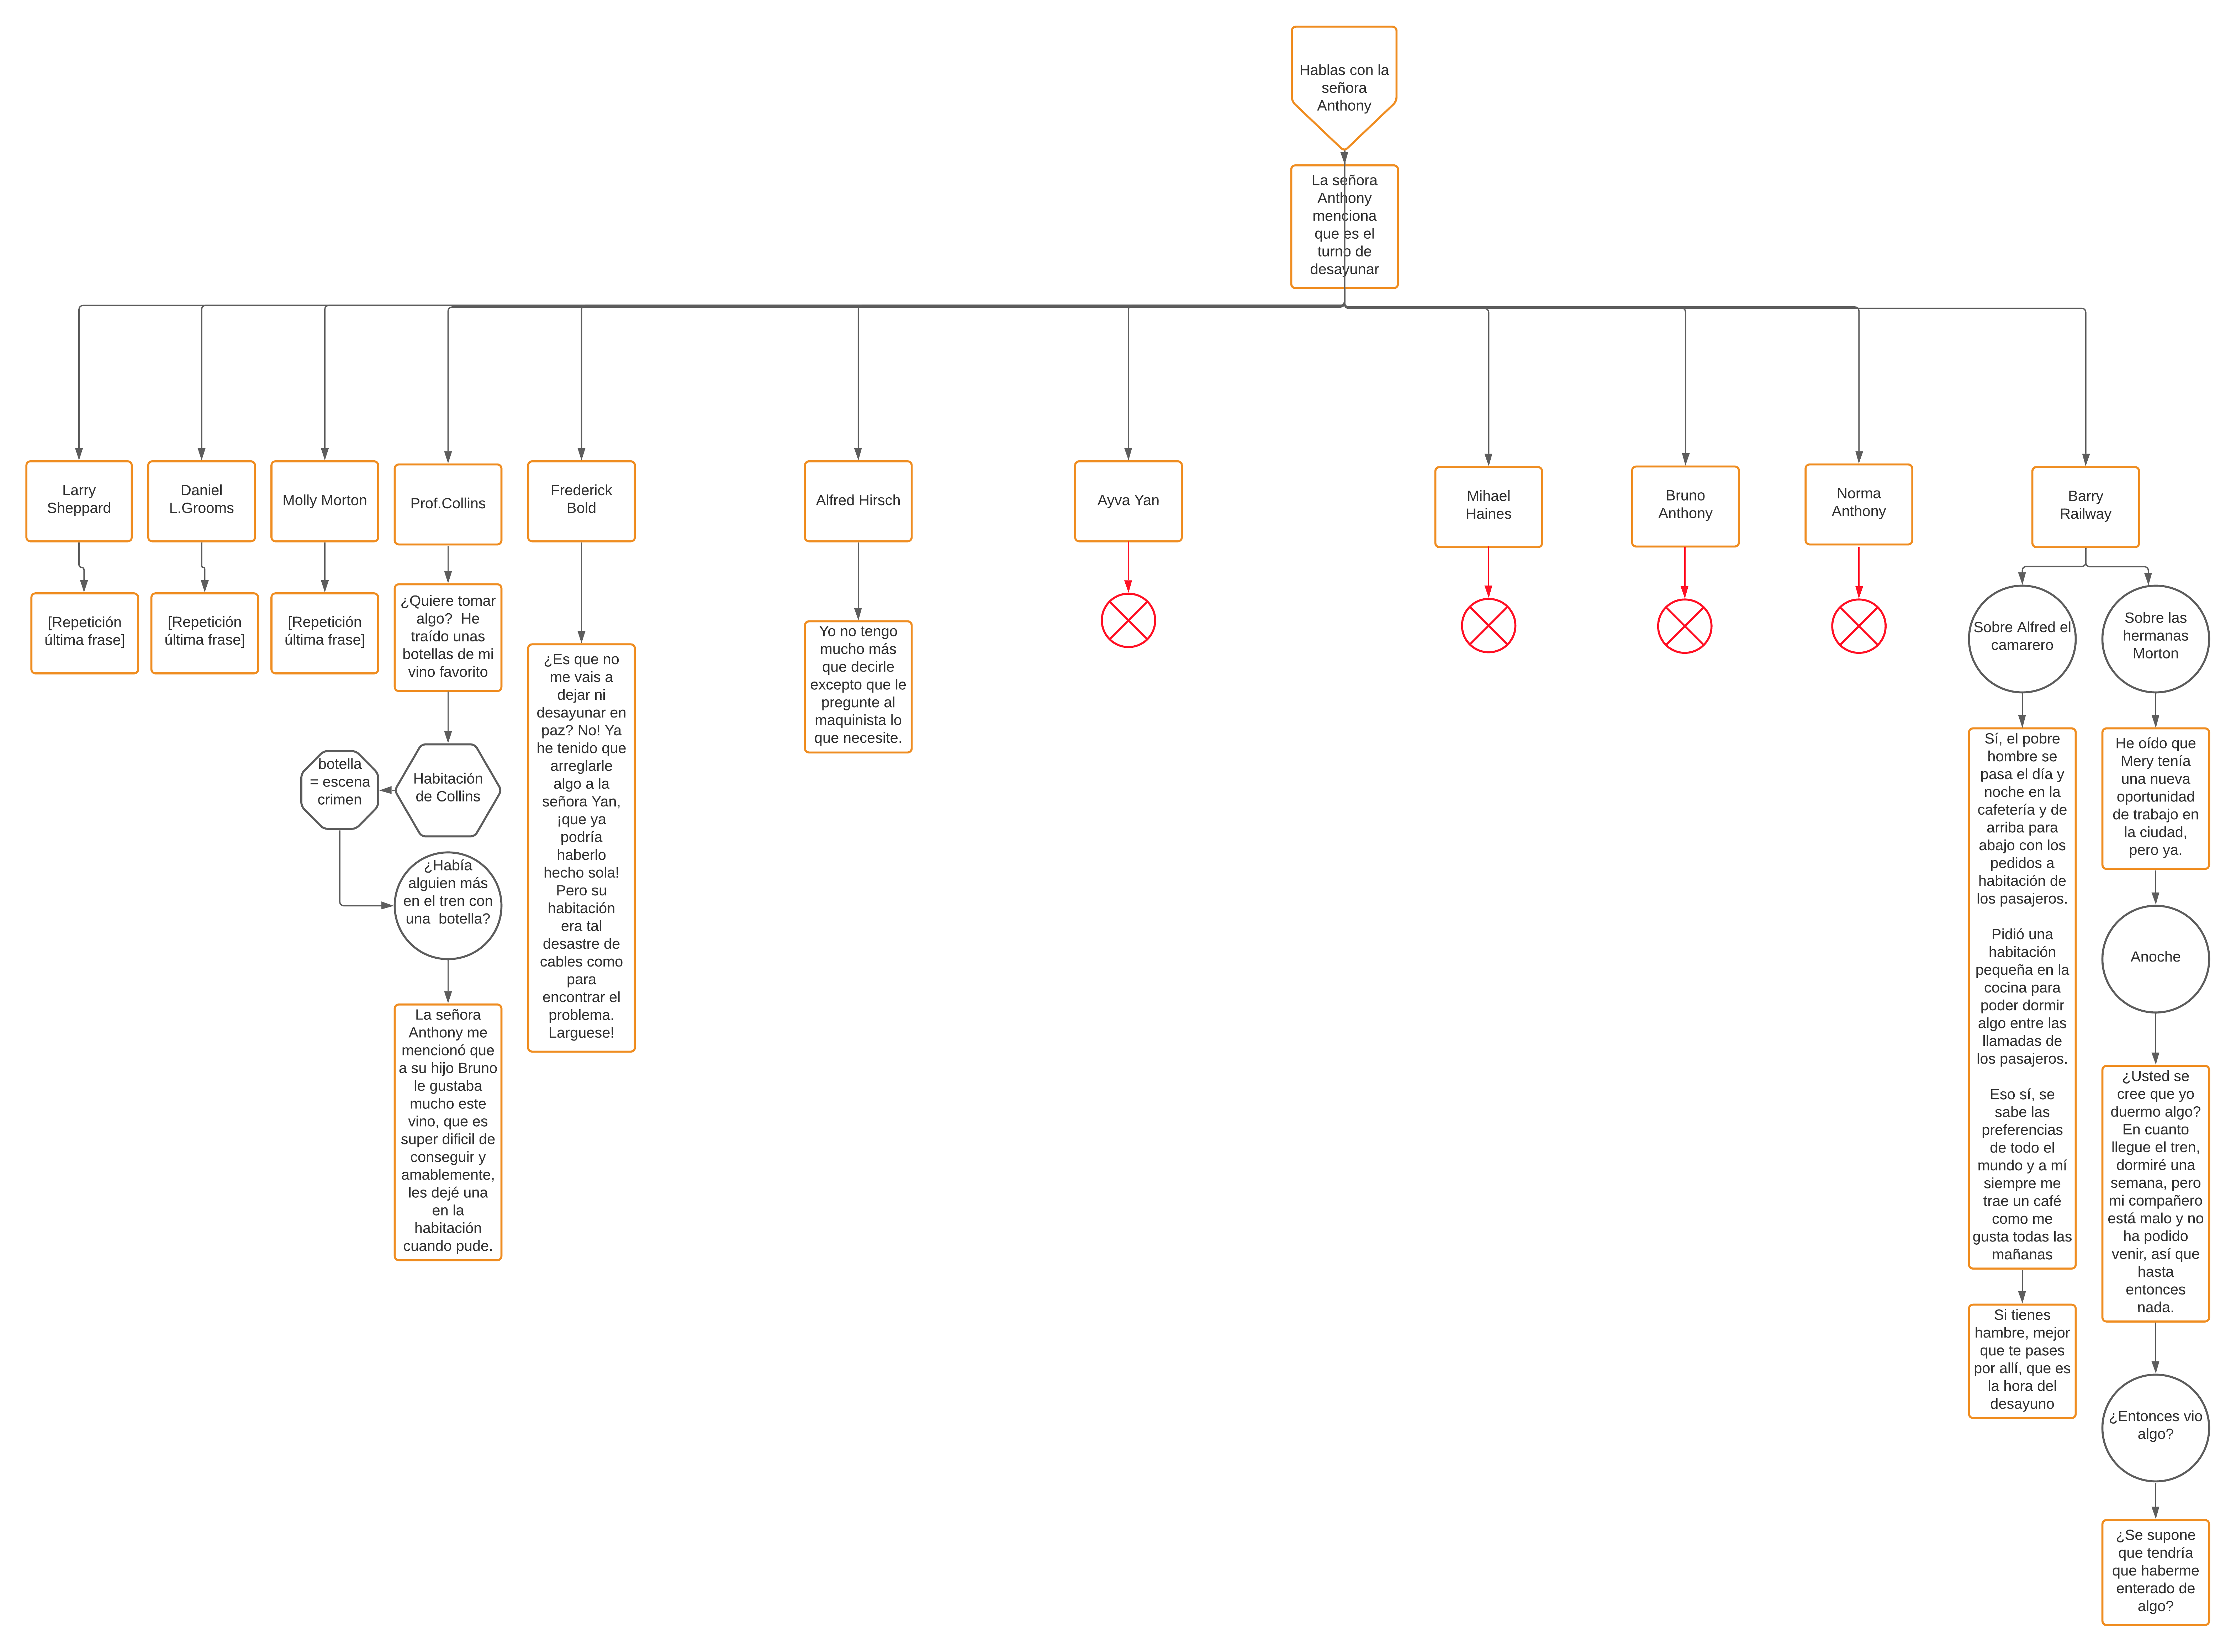 Hablas con la
señora
Anthony
La señora
Anthony
menciona
que es el
turno de
desayunar
Larry
Sheppard
Daniel
L.Grooms
Molly Morton
Prof.Collins
Frederick
Bold
Alfred Hirsch
Ayva Yan
Mihael
Haines
Bruno
Anthony
Norma
Anthony
Barry
Railway
[Repetición
última frase]
[Repetición
última frase]
[Repetición
última frase]
¿Quiere tomar
algo?  He
traído unas
botellas de mi
vino favorito
Habitación
de Collins
botella
= escena
crimen
¿Había
alguien más
en el tren con
una  botella?
La señora
Anthony me
mencionó que
a su hijo Bruno
le gustaba
mucho este
vino, que es
super dificil de
conseguir y
amablemente,
les dejé una
en la
habitación
cuando pude.
¿Es que no
me vais a
dejar ni
desayunar en
paz? No! Ya
he tenido que
arreglarle
algo a la
señora Yan,
¡que ya
podría
haberlo
hecho sola!
Pero su
habitación
era tal
desastre de
cables como
para
encontrar el
problema.
Larguese!
Yo no tengo
mucho más
que decirle
excepto que le
pregunte al
maquinista lo
que necesite.
Sobre Alfred el
camarero
Sí, el pobre
hombre se
pasa el día y
noche en la
cafetería y de
arriba para
abajo con los
pedidos a
habitación de
los pasajeros.
Pidió una
habitación
pequeña en la
cocina para
poder dormir
algo entre las
llamadas de
los pasajeros.
Eso sí, se
sabe las
preferencias
de todo el
mundo y a mí
siempre me
trae un café
como me
gusta todas las
mañanas
Si tienes
hambre, mejor
que te pases
por allí, que es
la hora del
desayuno
Sobre las
hermanas
Morton
He oído que
Mery tenía
una nueva
oportunidad
de trabajo en
la ciudad,
pero ya.
Anoche
¿Usted se
cree que yo
duermo algo?
En cuanto
llegue el tren,
dormiré una
semana, pero
mi compañero
está malo y no
ha podido
venir, así que
hasta
entonces
nada.
¿Entonces vio
algo?
¿Se supone
que tendría
que haberme
enterado de
algo?